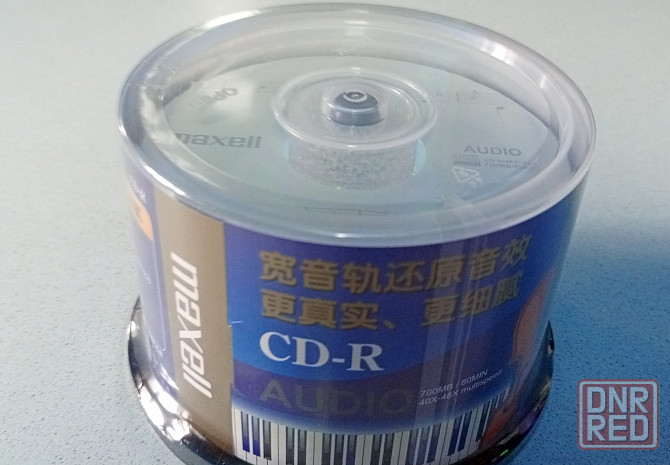 maxell
AUDIO
maxell
宽音轨还原音效
更真实、更细腻
CD-R
AUDIO
700MB / 80MIN
40X-48X multispeed
DNR
RED